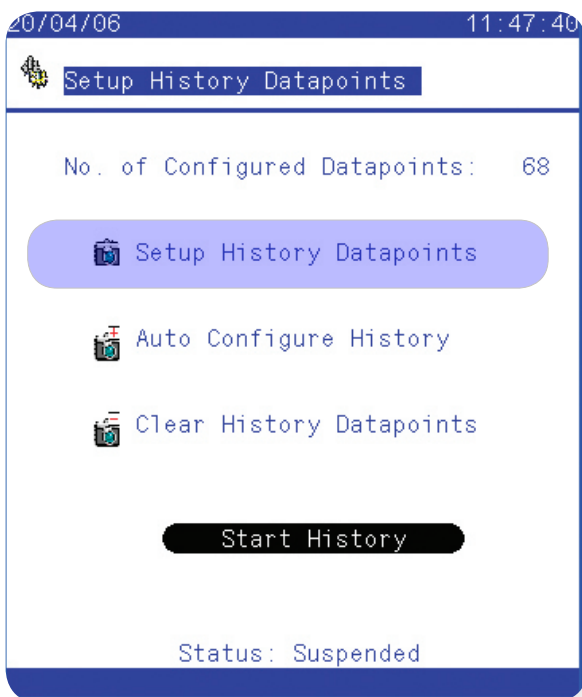 20/04/06 11:47:40
Setup History Datapoints
No. of Configured Datapoints: 68
Setup History Datapoints
Auto Configure History
Clear History Datapoints
Start History
Status: Suspended